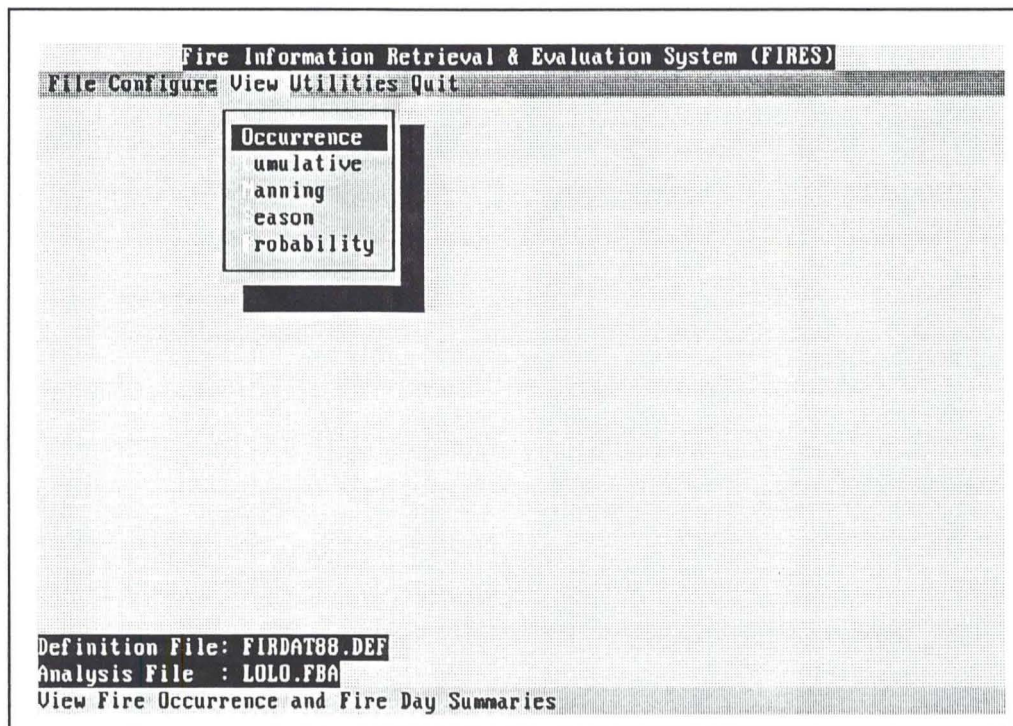 Fire Information Retrieval & Evaluation System (FIRES)
File Configure View Utilities Quit
Occurrence
umulative
anning
eason
robability
Definition File: FIRDAT88.DEF
Analysis File : LOLO.FBA
View Fire Occurrence and Fire Day Summaries